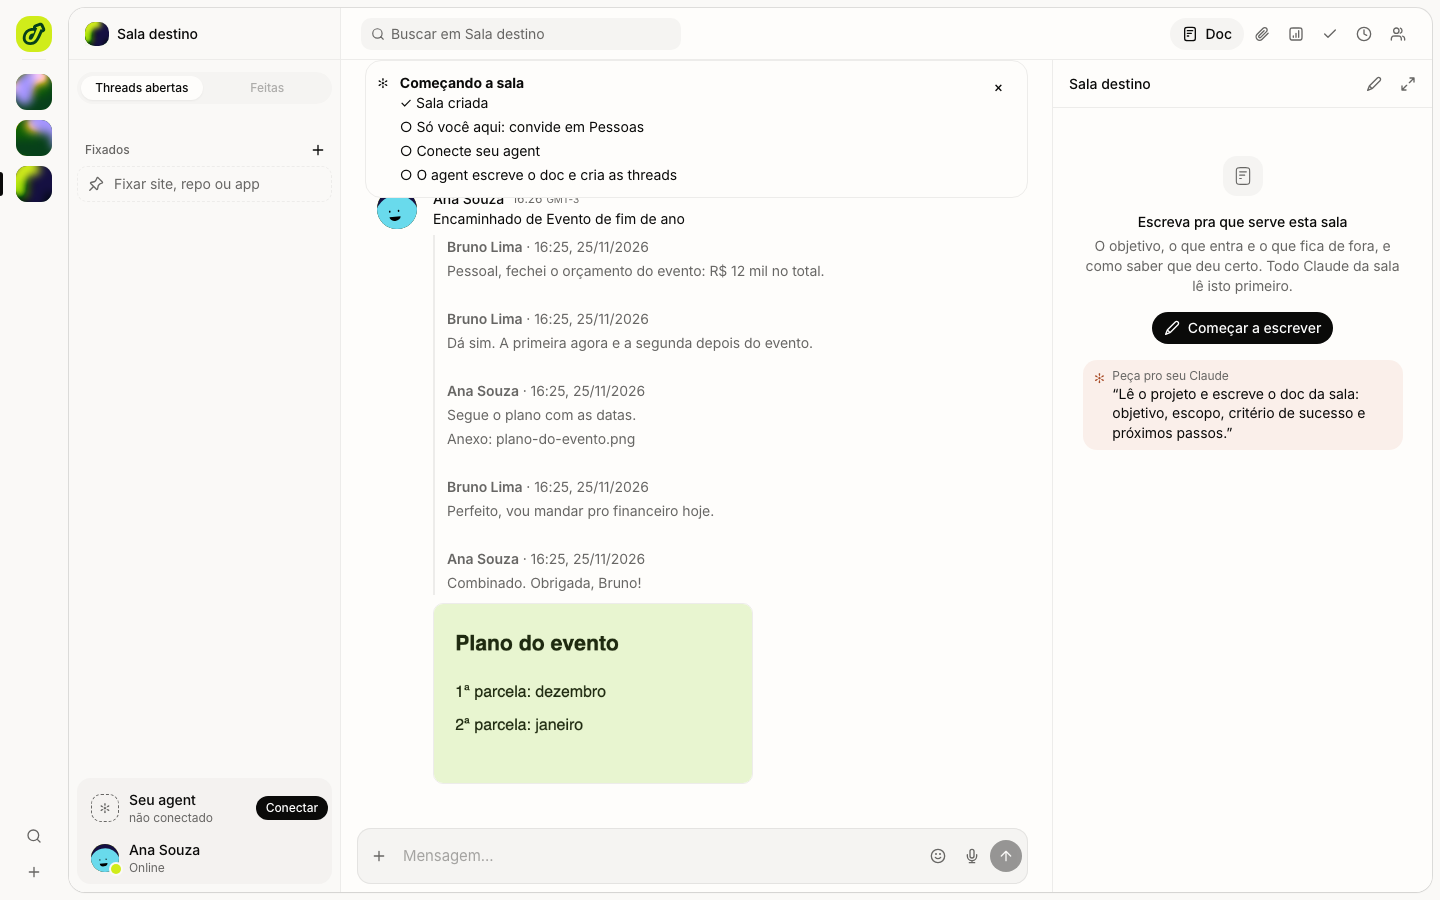 Sala destino
Buscar em Sala destino
Doc
Threads abertas
Feitas
Fixados
Fixar site, repo ou app
Começando a sala
Sala criada
Só você aqui: convide em Pessoas
Conecte seu agent
O agent escreve o doc e cria as threads
Ana Souza 16:26 GMT-3
Encaminhado de Evento de fim de ano
Bruno Lima · 16:25, 25/11/2026
Pessoal, fechei o orçamento do evento: R$ 12 mil no total.
Bruno Lima · 16:25, 25/11/2026
Dá sim. A primeira agora e a segunda depois do evento.
Ana Souza · 16:25, 25/11/2026
Segue o plano com as datas.
Anexo: plano-do-evento.png
Bruno Lima · 16:25, 25/11/2026
Perfeito, vou mandar pro financeiro hoje.
Ana Souza · 16:25, 25/11/2026
Combinado. Obrigada, Bruno!
Plano do evento
1ª parcela: dezembro
2ª parcela: janeiro
Mensagem...
Sala destino
Escreva pra que serve esta sala
O objetivo, o que entra e o que fica de fora, e
como saber que deu certo. Todo Claude da sala
lê isto primeiro.
Começar a escrever
Peça pro seu Claude
“Lê o projeto e escreve o doc da sala:
objetivo, escopo, critério de sucesso e
próximos passos.”
Seu agent
não conectado
Conectar
Ana Souza
Online